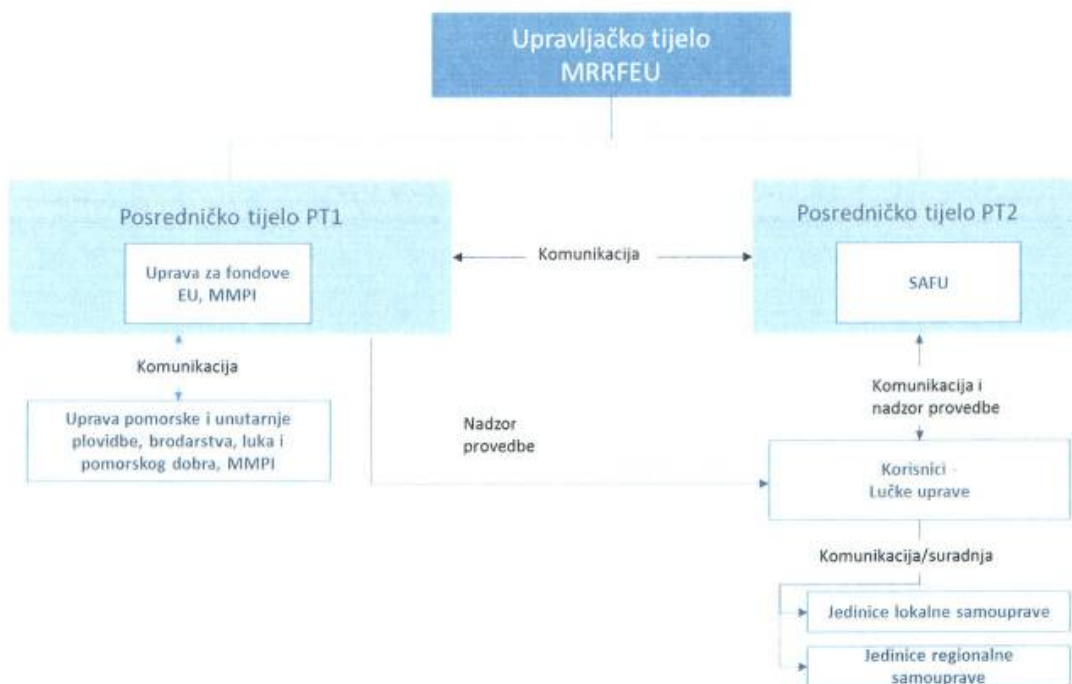 Upravljačko tijelo
MRRFEU
Posredničko tijelo PT1
Uprava za fondove
EU, MMPI
Komunikacija
Posredničko tijelo PT2
SAFU
Komunikacija
Uprava pomorske i unutarnje
plovidbe, brodarstva, luka i
pomorskog dobra, MMPI
Nadzor
provedbe
Komunikacija i
nadzor provedbe
Korisnici -
Lučke uprave
Komunikacija/suradnja
Jedinice lokalne samouprave
Jedinice regionalne
samouprave